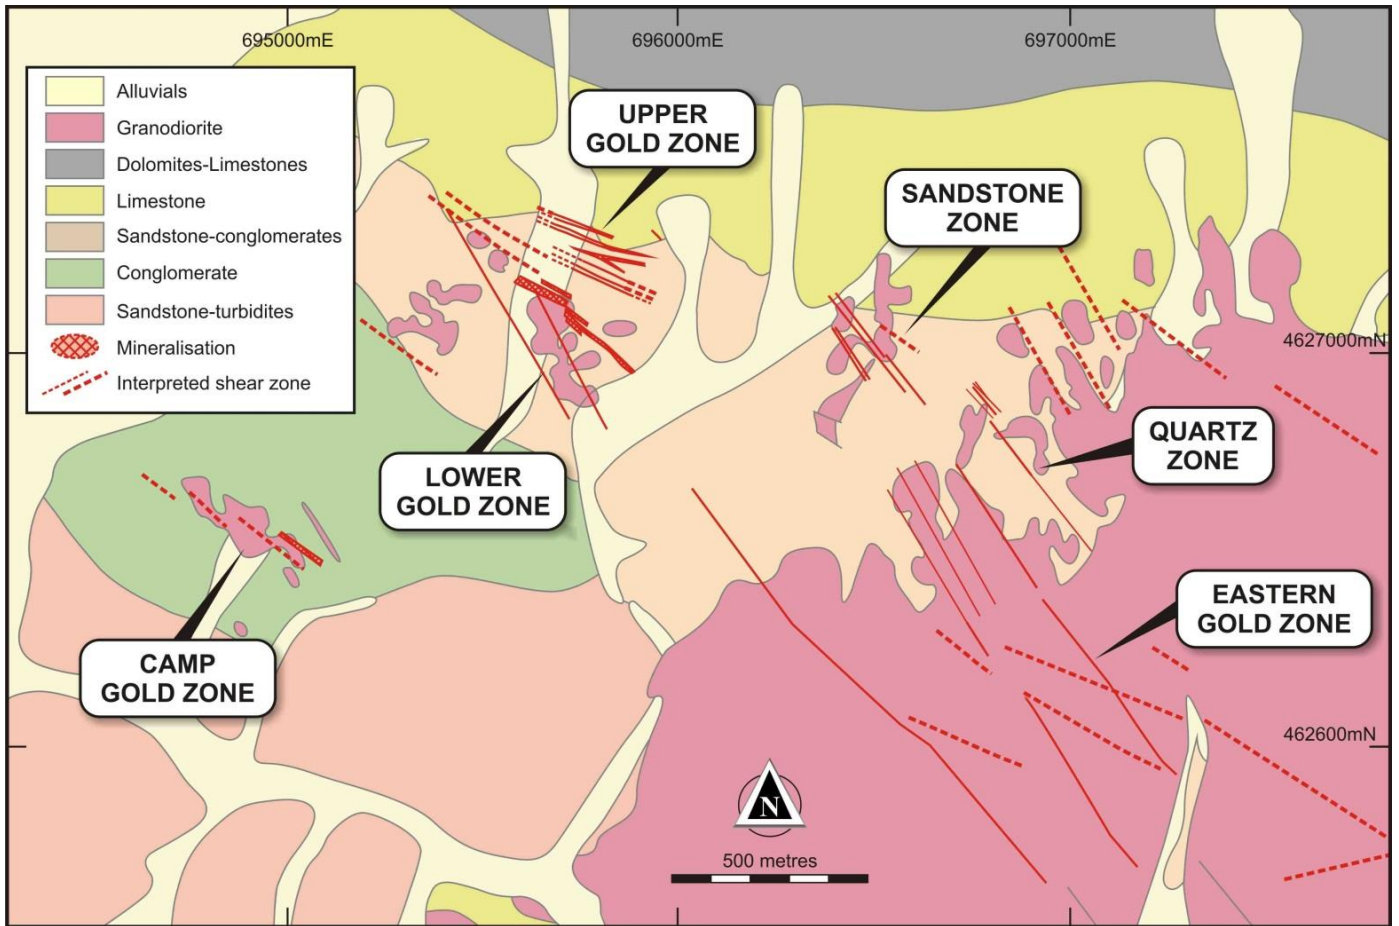 695000mE
696000mE
697000mE
Alluvials
Granodiorite
Dolomites-Limestones
Limestone
Sandstone-conglomerates
Conglomerate
Sandstone-turbidites
Mineralisation
Interpreted shear zone
UPPER
GOLD ZONE
SANDSTONE
ZONE
4627000mN
QUARTZ
ZONE
LOWER
GOLD ZONE
EASTERN
GOLD ZONE
CAMP
GOLD ZONE
462600mN
N
500 metres